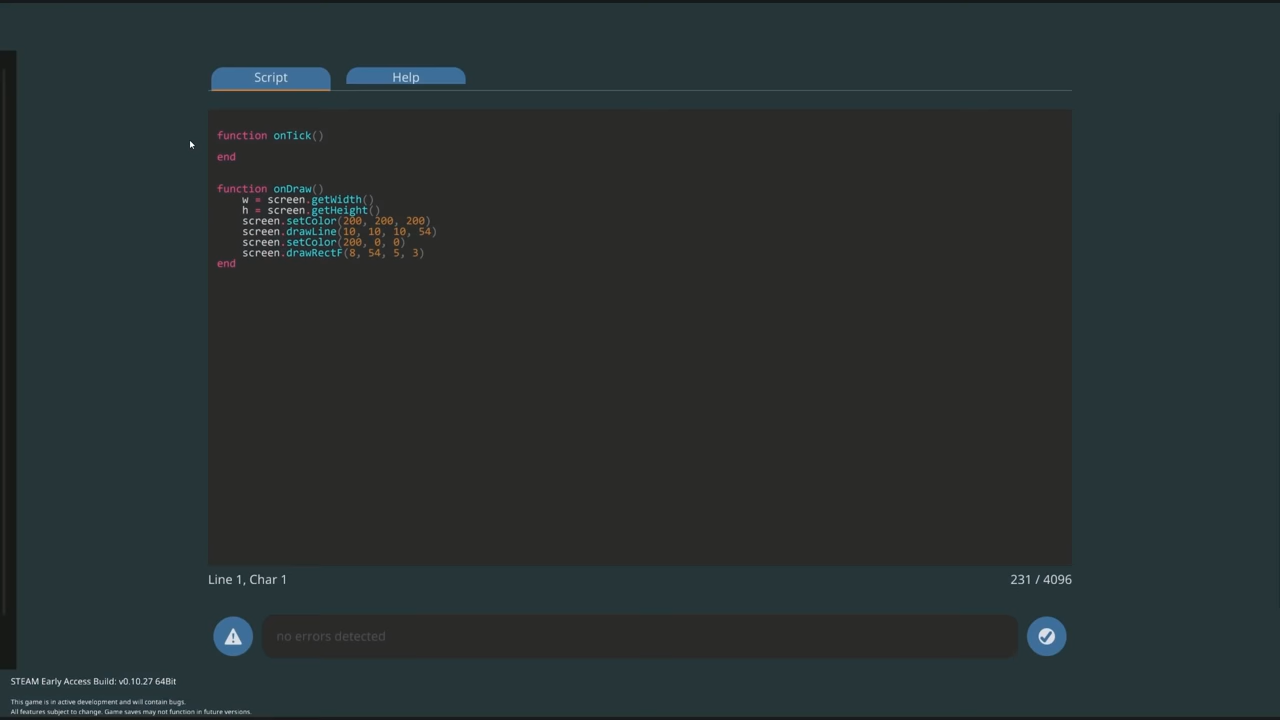 Script Help
function onTick()
end
function onDraw()
    w = screen.getWidth()
    h = screen.getHeight()
    screen.setColor(200, 200, 200)
    screen.drawLine(10, 10, 10, 54)
    screen.setColor(200, 0, 0)
    screen.drawRectF(8, 54, 5, 3)
end
Line 1, Char 1 231 / 4096
no errors detected
STEAM Early Access Build: v0.10.27 64Bit
This game is in active development and will contain bugs.
All features subject to change. Game saves may not function in future versions.